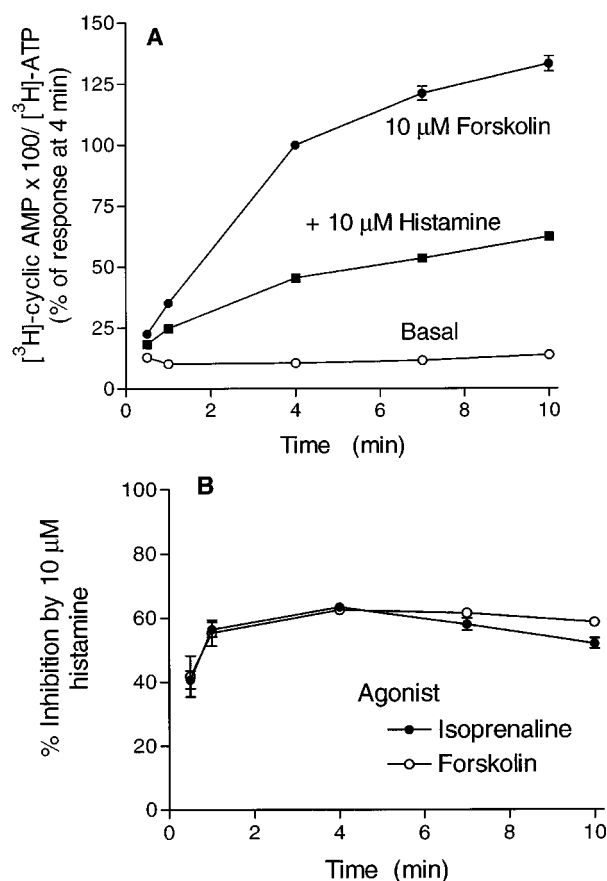 A
[³H]-cyclic AMP x 100/ [³H]-ATP
(% of response at 4 min)
150
125
100
75
50
25
0
10 µM Forskolin
+ 10 µM Histamine
Basal
0 2 4 6 8 10
Time (min)
B
% Inhibition by 10 µM
histamine
100
80
60
40
20
0
Agonist
Isoprenaline
Forskolin
0 2 4 6 8 10
Time (min)